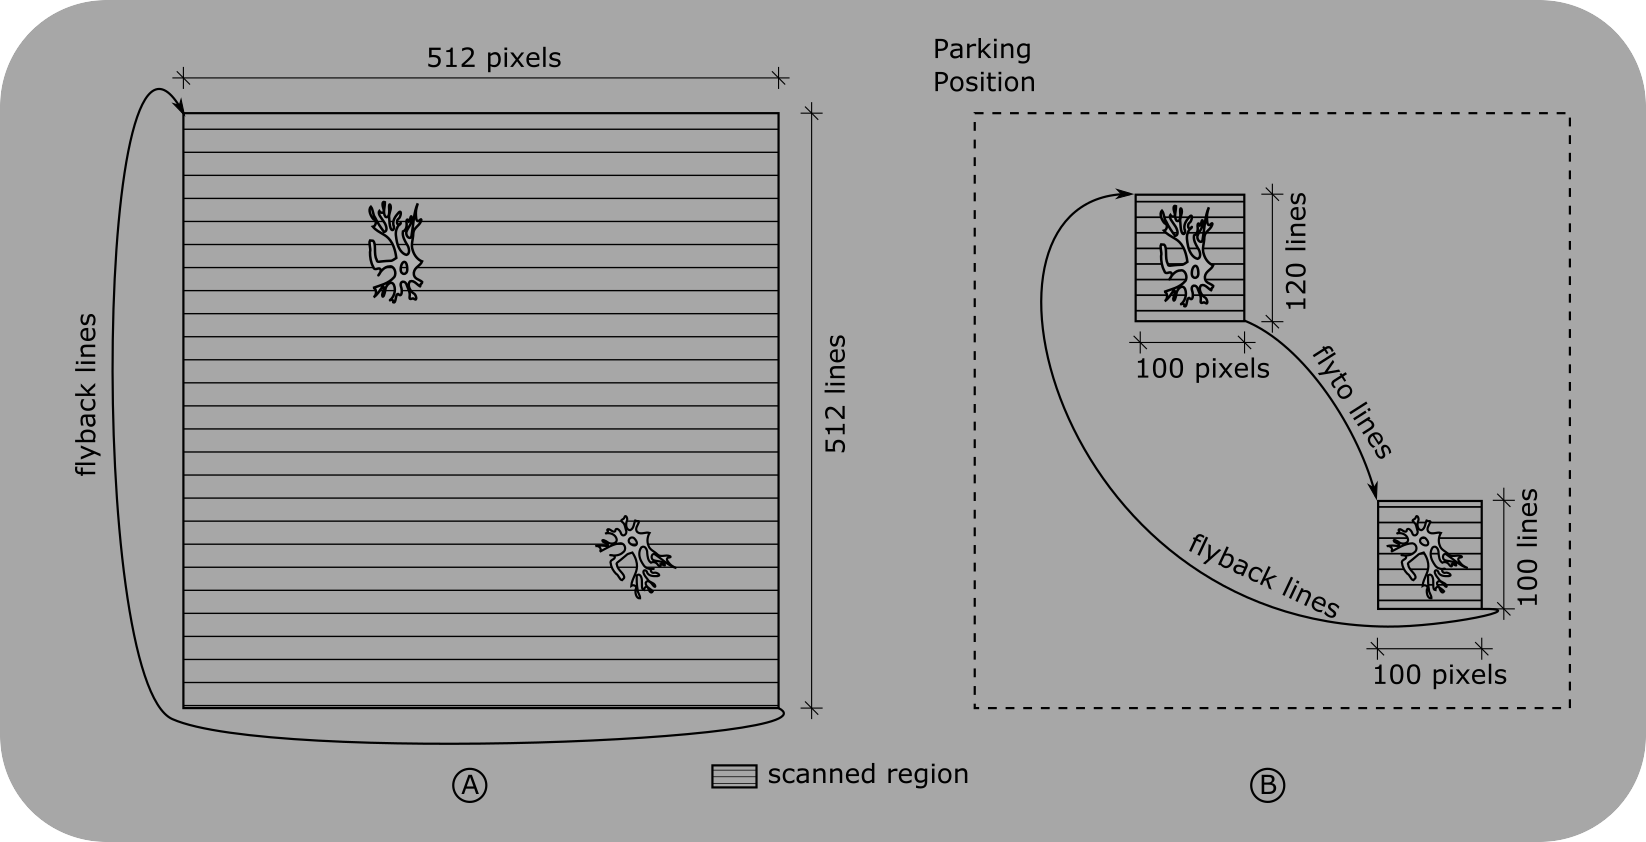 512 pixels
flyback lines
512 lines
A
scanned region
Parking
Position
120 lines
100 pixels
flyto lines
flyback lines
100 lines
100 pixels
B